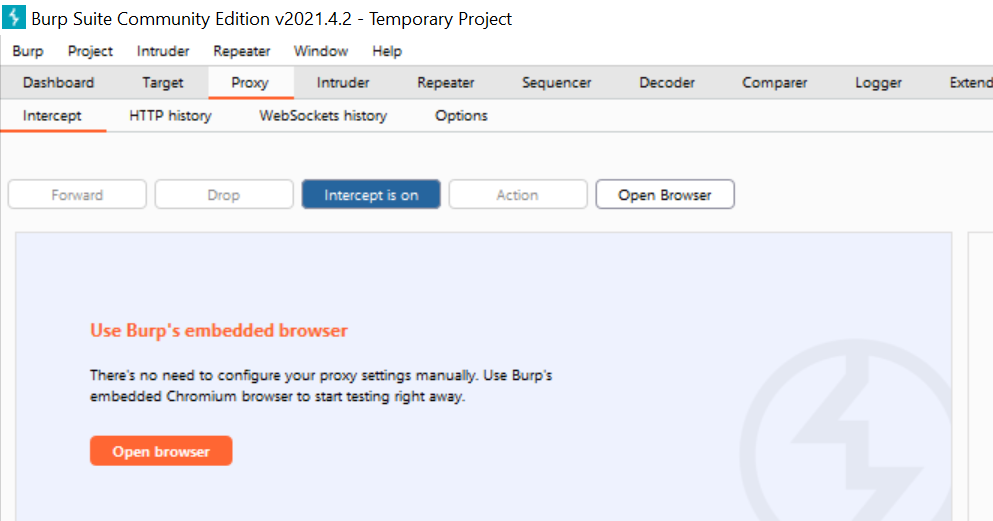 Burp Suite Community Edition v2021.4.2 - Temporary Project
Burp Project Intruder Repeater Window Help
Dashboard Target Proxy Intruder Repeater Sequencer Decoder Comparer Logger Extend
Intercept HTTP history WebSockets history Options
Forward Drop Intercept is on Action Open Browser
Use Burp's embedded browser
There's no need to configure your proxy settings manually. Use Burp's
embedded Chromium browser to start testing right away.
Open browser